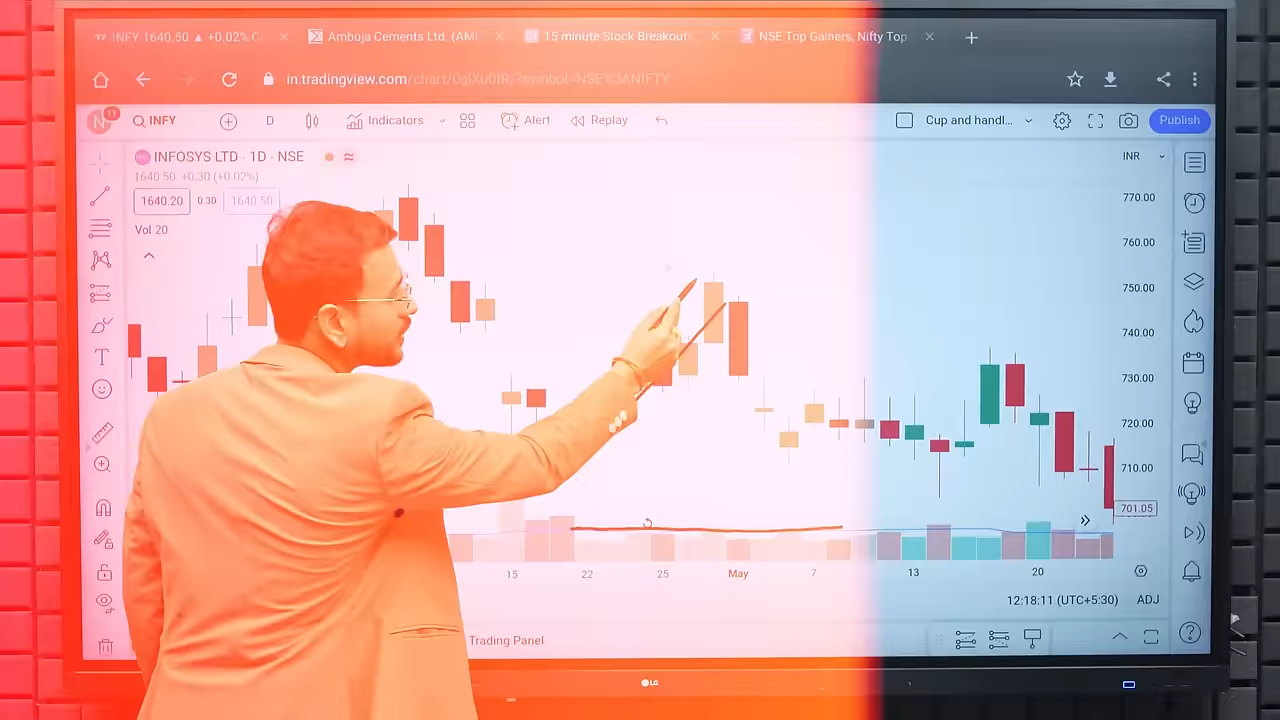 INFY 1640.50 ▲ +0.02% C
Ambuja Cements Ltd. (AM
15 minute Stock Breakout
NSE Top Gainers, Nifty Top
in.tradingview.com/chart/
N 11
INFY
D
Indicators
Alert
Replay
Cup and handl...
Publish
INFOSYS LTD · 1D · NSE
INR
1640.50 +0.30 (+0.02%)
1640.20 0.30 1640.50
Vol 20
770.00
760.00
750.00
740.00
730.00
720.00
710.00
701.05
15 22 25 May 7 13 20
12:18:11 (UTC+5:30) ADJ
Trading Panel
LG